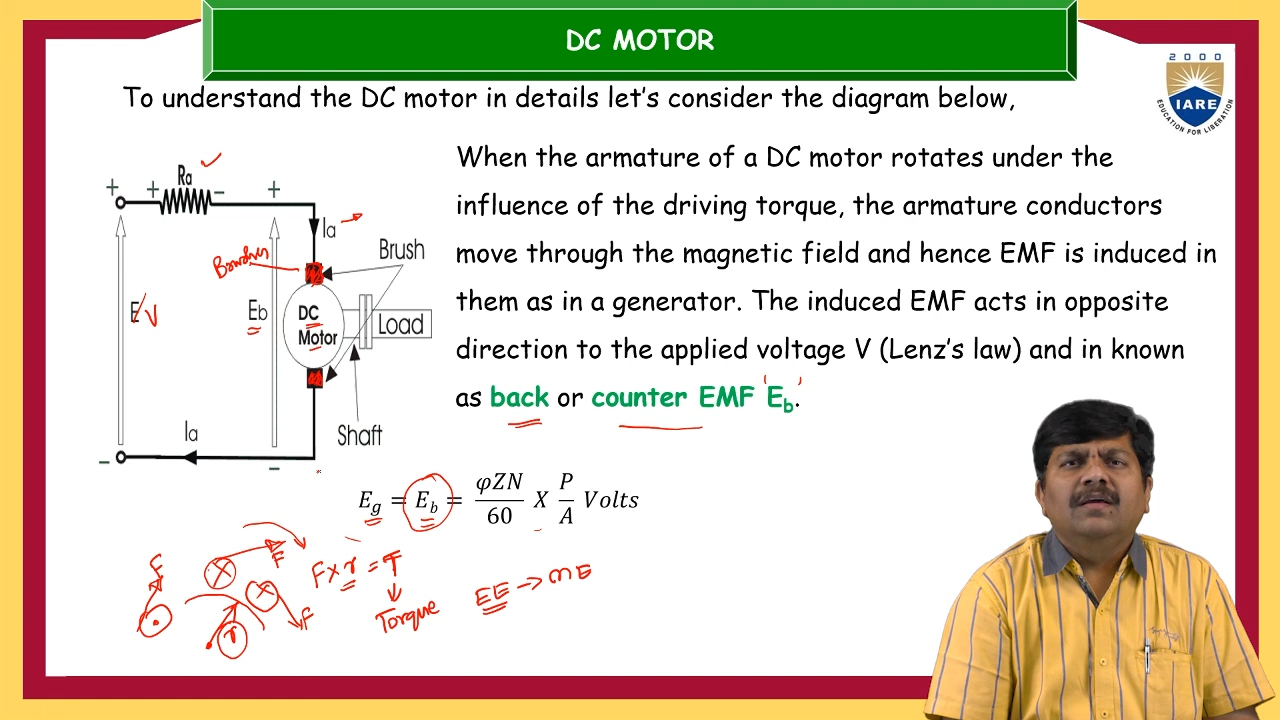 DC MOTOR
2000
IARE
EDUCATION FOR LIBERATION
To understand the DC motor in details let's consider the diagram below,
When the armature of a DC motor rotates under the
influence of the driving torque, the armature conductors
move through the magnetic field and hence EMF is induced in
them as in a generator. The induced EMF acts in opposite
direction to the applied voltage V (Lenz's law) and in known
as back or counter EMF 'E_b'.
+ + Ra − +
Ia
Brush
E V
Eb
DC
Motor
Load
Ia
Shaft
− −
E_g = E_b = φZN/60 X P/A Volts
F
F
F × r = T
Torque
EE → ME
F
r